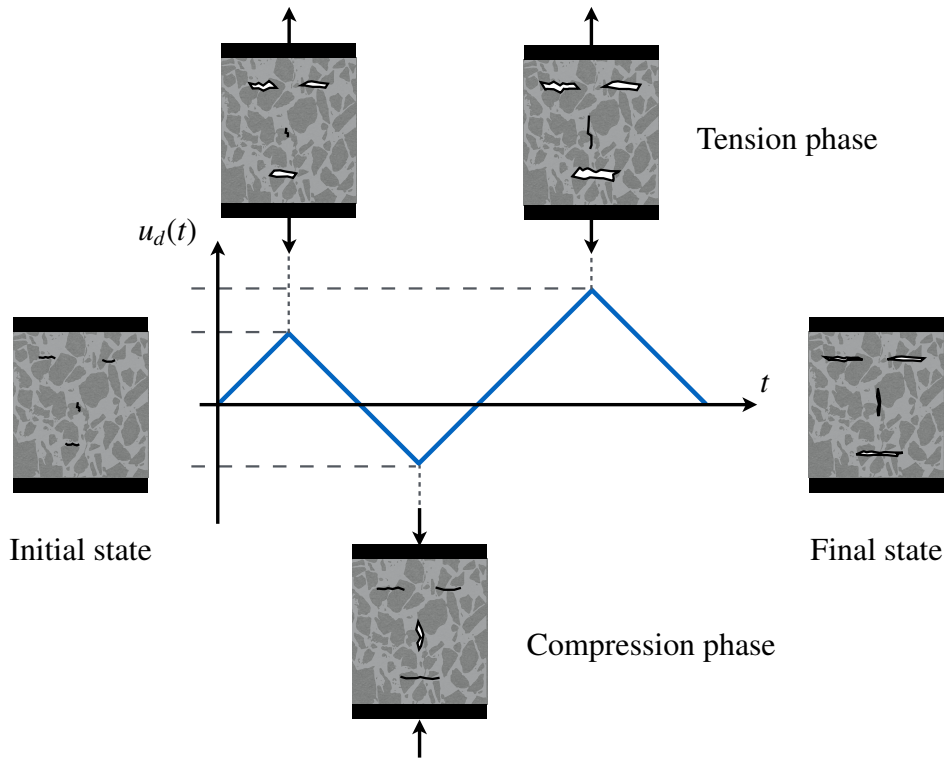 Tension phase
u_d(t)
t
Initial state
Final state
Compression phase